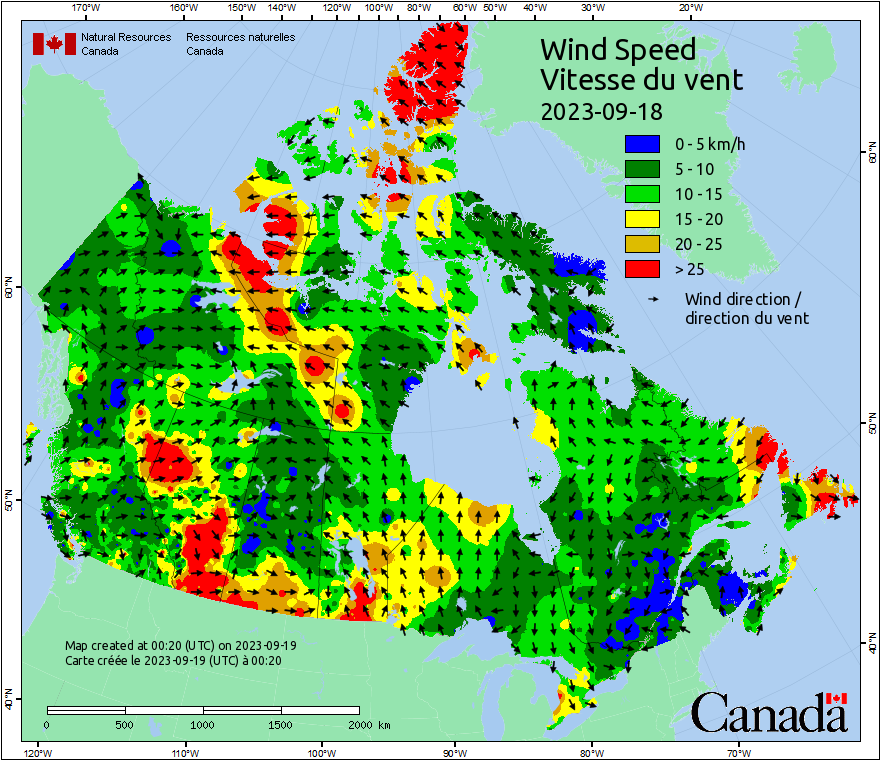 170°W 160°W 150°W 140°W 120°W 110°W 100°W 80°W 60°W 50°W 40°W 30°W 20°W
Natural Resources Ressources naturelles
Canada Canada
Wind Speed
Vitesse du vent
2023-09-18
0 - 5 km/h
5 - 10
10 - 15
15 - 20
20 - 25
> 25
Wind direction /
direction du vent
60°N
60°N
50°N
50°N
40°N
40°N
Map created at 00:20 (UTC) on 2023-09-19
Carte créée le 2023-09-19 (UTC) à 00:20
0 500 1000 1500 2000 km
Canada
120°W 110°W 100°W 90°W 80°W 70°W